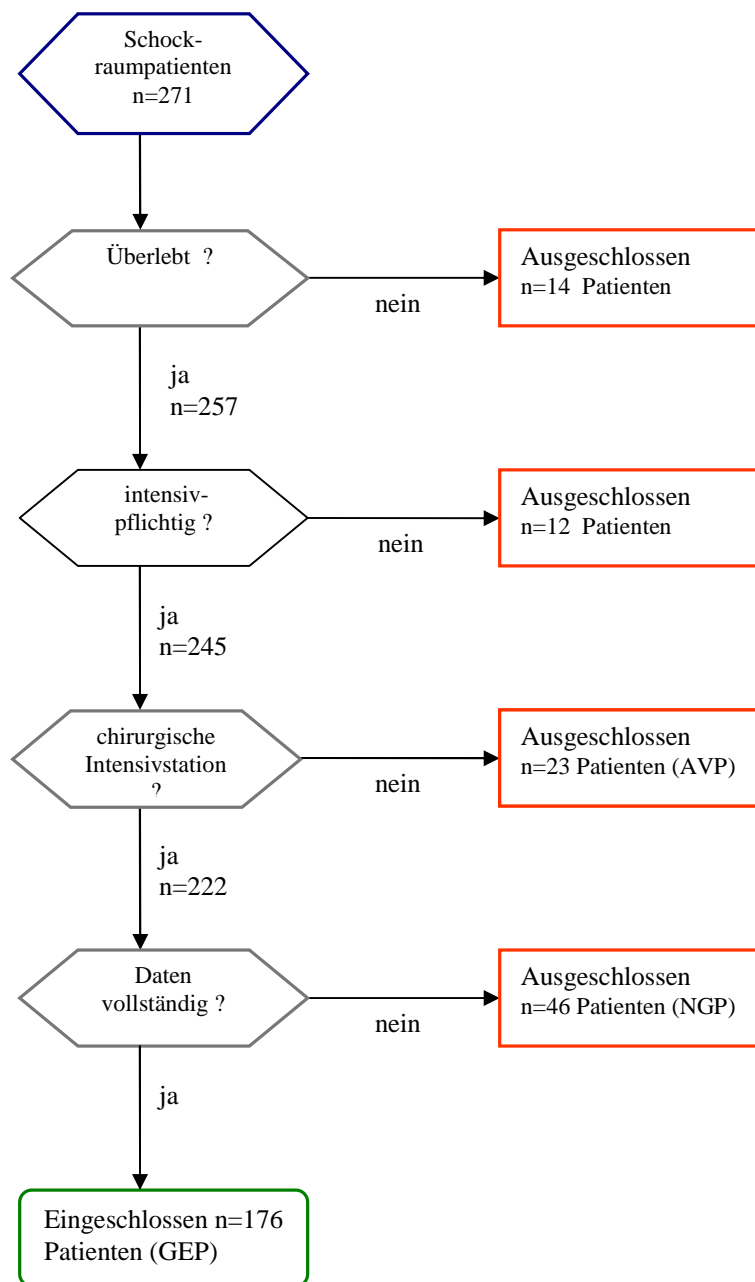 Schock-
raumpatienten
n=271
Überlebt ?
nein
Ausgeschlossen
n=14 Patienten
ja
n=257
intensiv-
pflichtig ?
nein
Ausgeschlossen
n=12 Patienten
ja
n=245
chirurgische
Intensivstation
?
nein
Ausgeschlossen
n=23 Patienten (AVP)
ja
n=222
Daten
vollständig ?
nein
Ausgeschlossen
n=46 Patienten (NGP)
ja
Eingeschlossen n=176
Patienten (GEP)